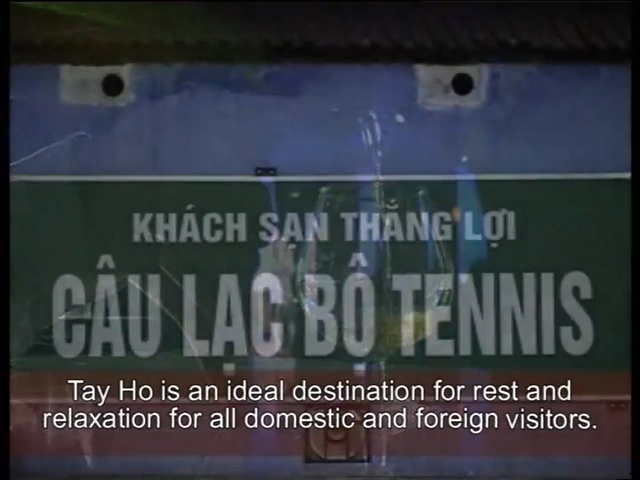 KHÁCH SẠN THẮNG LỢI
CÂU LẠC BỘ TENNIS
Tay Ho is an ideal destination for rest and
relaxation for all domestic and foreign visitors.